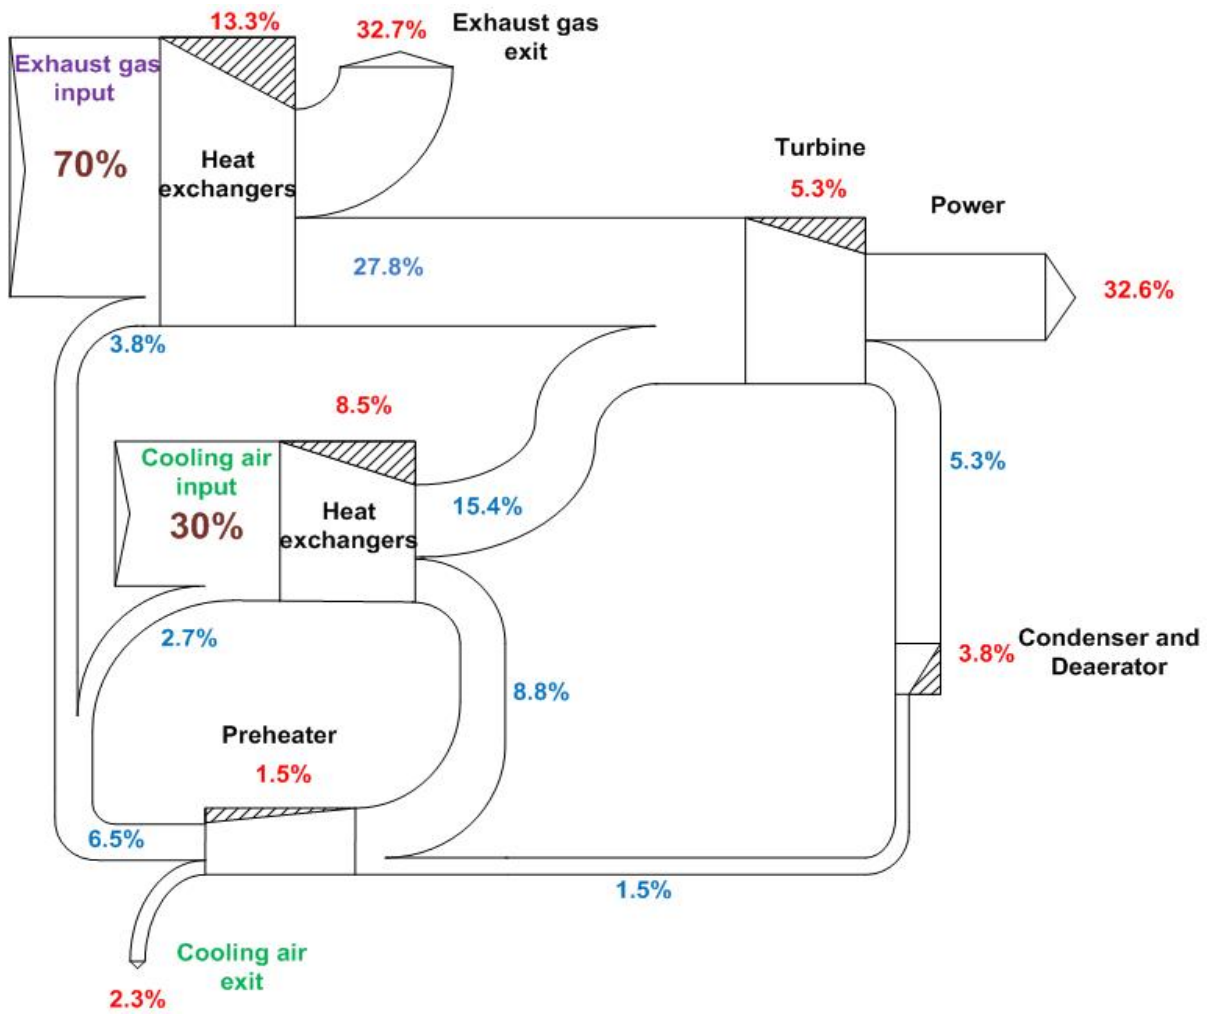 13.3%
32.7%
Exhaust gas
exit
Exhaust gas
input
70%
Heat
exchangers
Turbine
5.3%
Power
27.8%
32.6%
3.8%
8.5%
Cooling air
input
30%
Heat
exchangers
15.4%
5.3%
2.7%
3.8%
Condenser and
Deaerator
8.8%
Preheater
1.5%
6.5%
1.5%
Cooling air
exit
2.3%